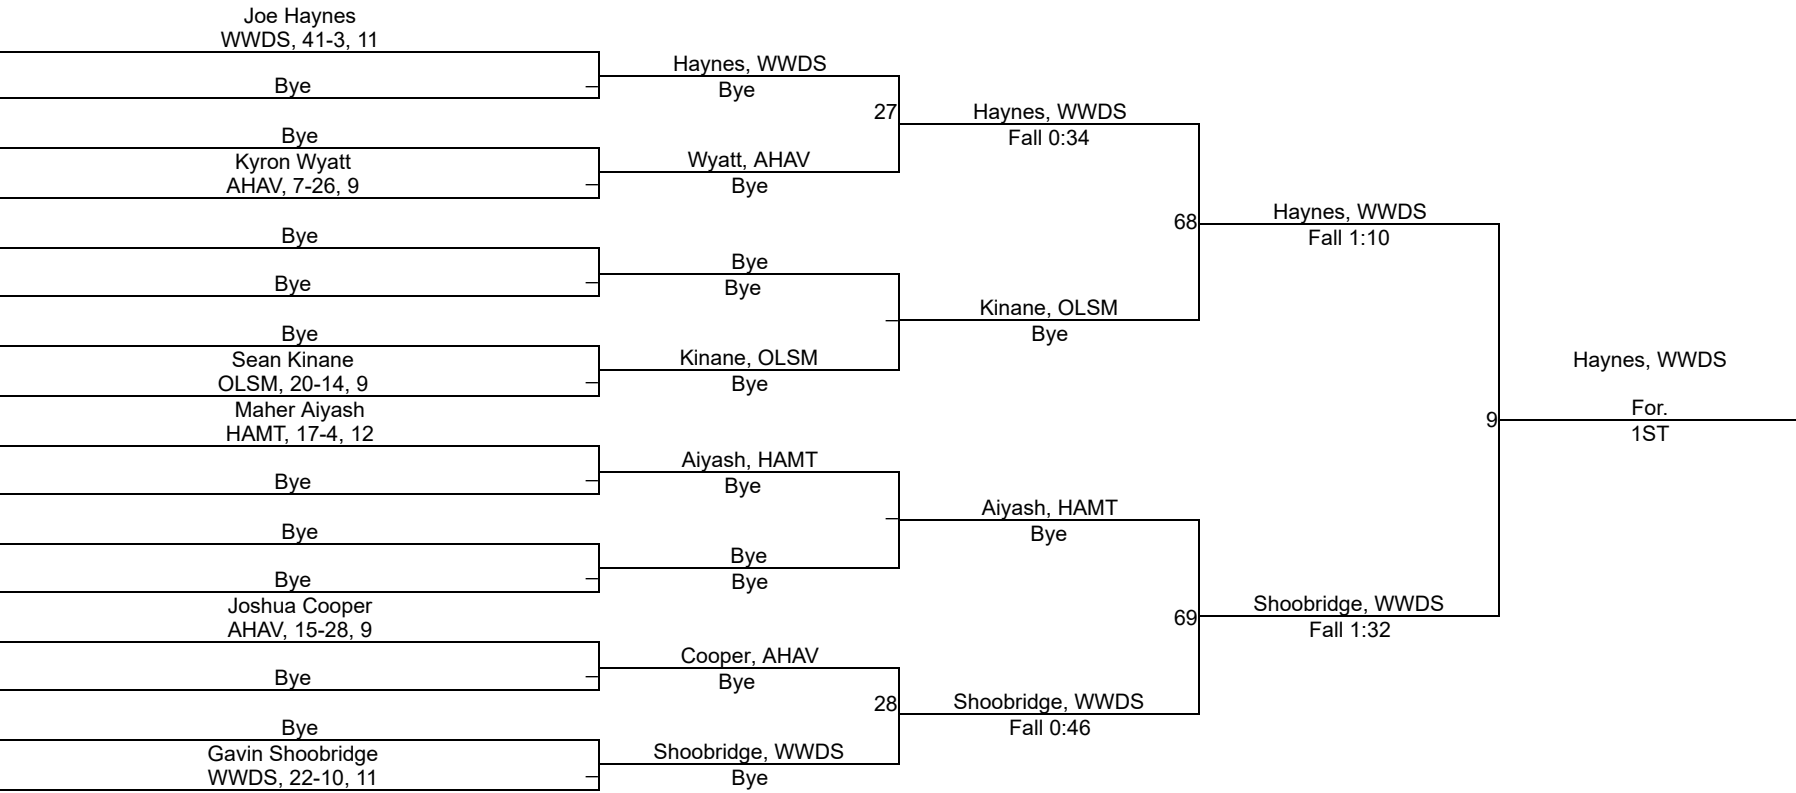 Joe Haynes
WWDS, 41-3, 11
Bye
Bye
Kyron Wyatt
AHAV, 7-26, 9
Bye
Bye
Bye
Sean Kinane
OLSM, 20-14, 9
Maher Aiyash
HAMT, 17-4, 12
Bye
Bye
Bye
Joshua Cooper
AHAV, 15-28, 9
Bye
Bye
Gavin Shoobridge
WWDS, 22-10, 11
Haynes, WWDS
Bye
27
Wyatt, AHAV
Bye
Bye
Bye
Kinane, OLSM
Bye
Aiyash, HAMT
Bye
Bye
Bye
Cooper, AHAV
Bye
28
Shoobridge, WWDS
Bye
Haynes, WWDS
Fall 0:34
68
Kinane, OLSM
Bye
Aiyash, HAMT
Bye
69
Shoobridge, WWDS
Fall 0:46
Haynes, WWDS
Fall 1:10
9
Shoobridge, WWDS
Fall 1:32
Haynes, WWDS
For.
1ST